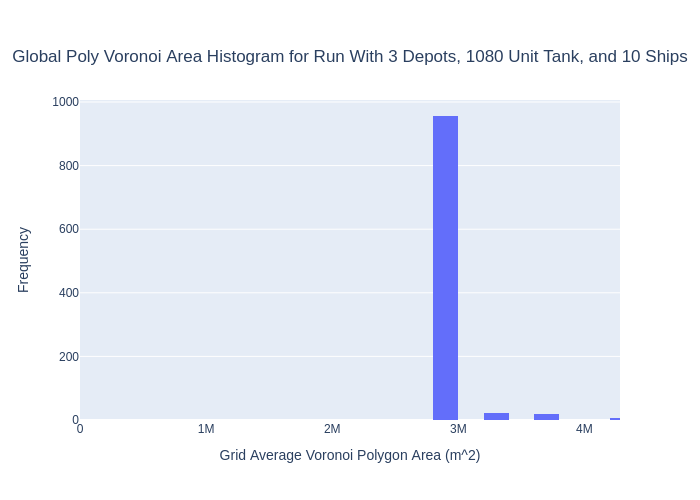 Global Poly Voronoi Area Histogram for Run With 3 Depots, 1080 Unit Tank, and 10 Ships
1000
800
600
400
200
0
Frequency
0 1M 2M 3M 4M
Grid Average Voronoi Polygon Area (m^2)